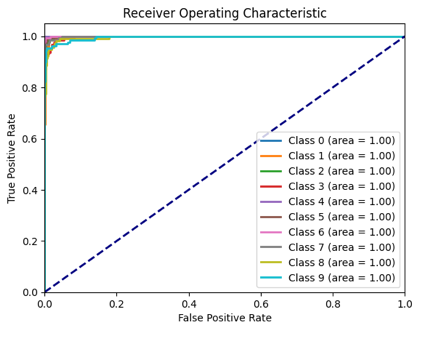 Receiver Operating Characteristic
True Positive Rate
1.0
0.8
0.6
0.4
0.2
0.0
Class 0 (area = 1.00)
Class 1 (area = 1.00)
Class 2 (area = 1.00)
Class 3 (area = 1.00)
Class 4 (area = 1.00)
Class 5 (area = 1.00)
Class 6 (area = 1.00)
Class 7 (area = 1.00)
Class 8 (area = 1.00)
Class 9 (area = 1.00)
0.0 0.2 0.4 0.6 0.8 1.0
False Positive Rate